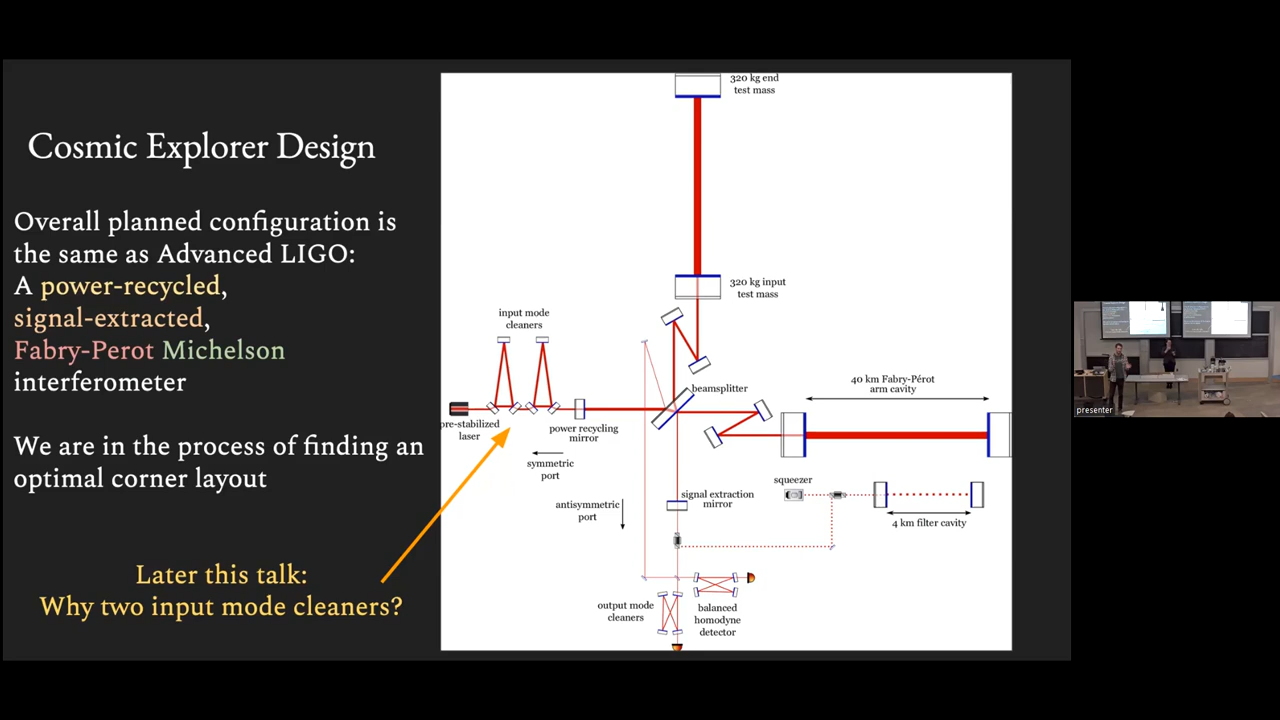 Cosmic Explorer Design
Overall planned configuration is
the same as Advanced LIGO:
A power-recycled,
signal-extracted,
Fabry-Perot Michelson
interferometer
We are in the process of finding an
optimal corner layout
Later this talk:
Why two input mode cleaners?
320 kg end
test mass
320 kg input
test mass
input mode
cleaners
beamsplitter
40 km Fabry-Pérot
arm cavity
pre-stabilized
laser
power recycling
mirror
symmetric
port
squeezer
signal extraction
mirror
antisymmetric
port
4 km filter cavity
output mode
cleaners
balanced
homodyne
detector
presenter